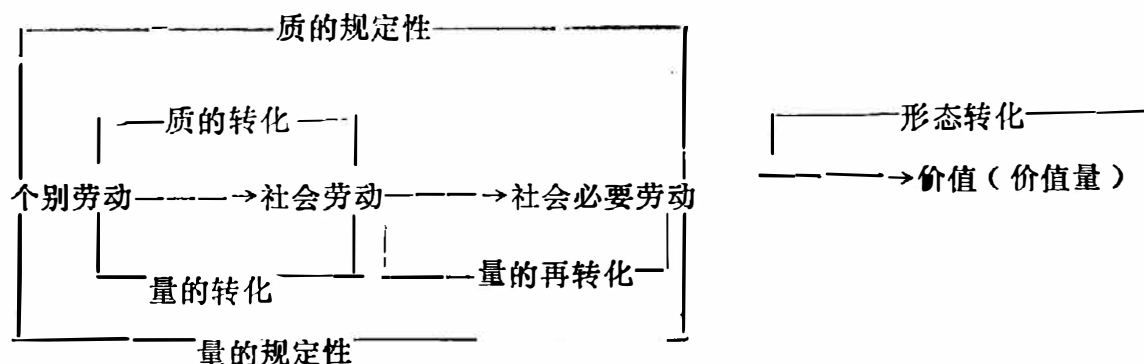 质的规定性
质的转化
形态转化
个别劳动 社会劳动 社会必要劳动 价值（价值量）
量的转化 量的再转化
量的规定性